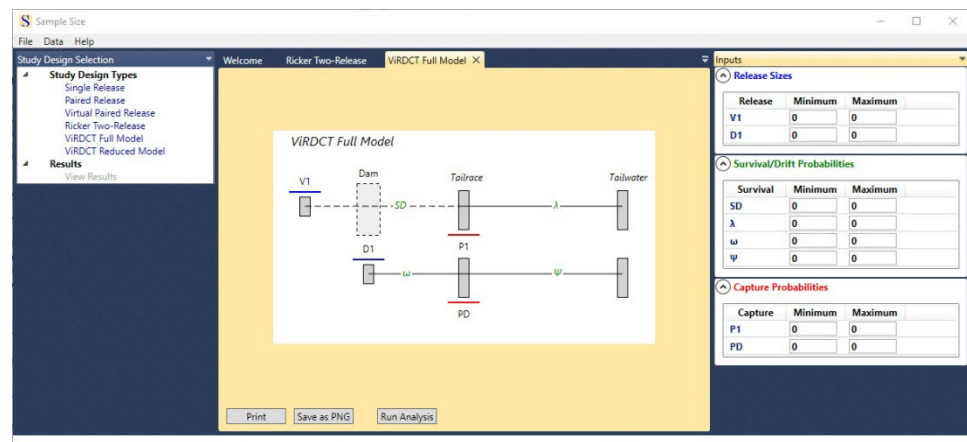 S Sample Size
File Data Help
Study Design Selection
Study Design Types
Single Release
Paired Release
Virtual Paired Release
Ricker Two-Release
ViRDCT Full Model
ViRDCT Reduced Model
Results
View Results
Welcome Ricker Two-Release ViRDCT Full Model
ViRDCT Full Model
V1 Dam Tailrace Tailwater
SD λ
D1 P1
ω Ψ
PD
Print Save as PNG Run Analysis
Inputs
Release Sizes
Release Minimum Maximum
V1 0 0
D1 0 0
Survival/Drift Probabilities
Survival Minimum Maximum
SD 0 0
λ 0 0
ω 0 0
Ψ 0 0
Capture Probabilities
Capture Minimum Maximum
P1 0 0
PD 0 0